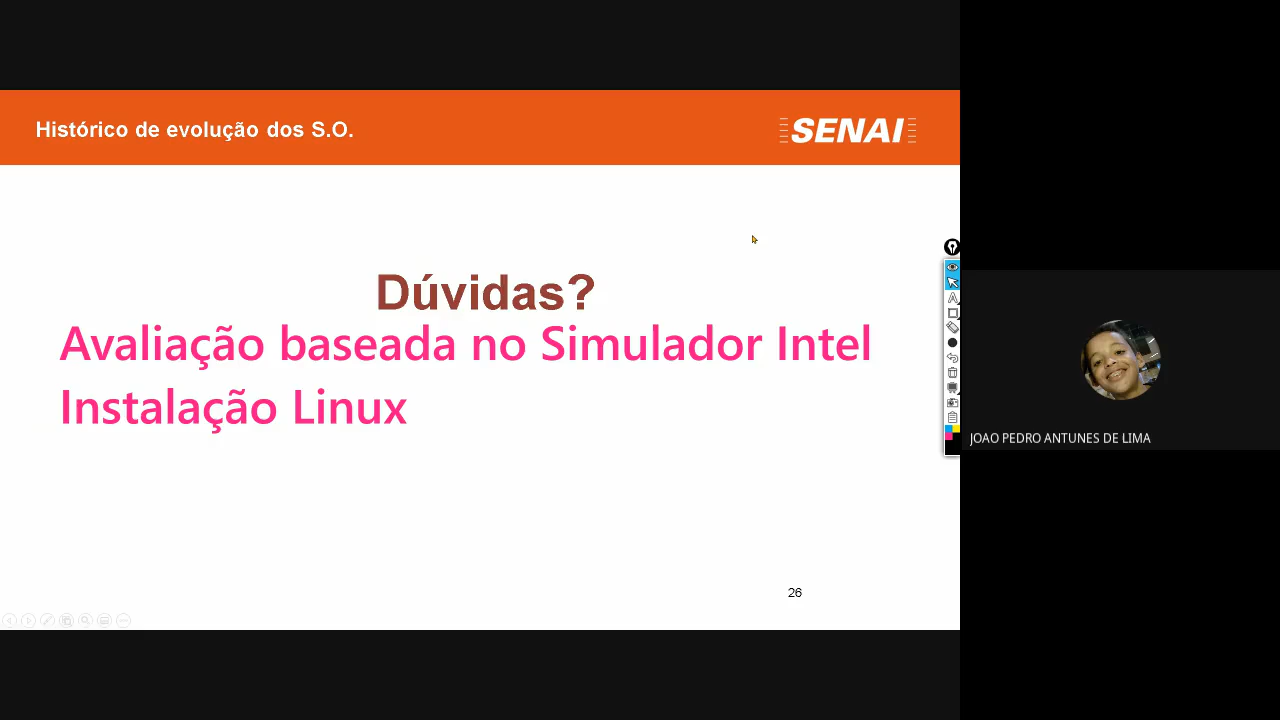 Histórico de evolução dos S.O.
SENAI
Dúvidas?
Avaliação baseada no Simulador Intel
Instalação Linux
26
JOAO PEDRO ANTUNES DE LIMA